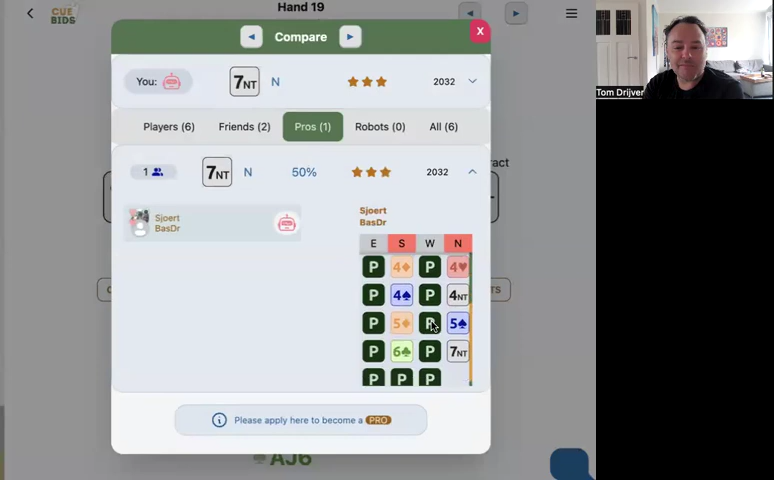 CUE
BIDS
Hand 19
Compare
X
You: 7NT N 2032
Players (6) Friends (2) Pros (1) Robots (0) All (6)
ract
1 7NT N 50% 2032
Sjoert
BasDr
Sjoert
BasDr
E S W N
P 4♦ P 4♥
P 4♠ P 4NT
P 5♦ P 5♠
P 6♣ P 7NT
P P P
Please apply here to become a PRO
♣AJ6
Tom Drijver